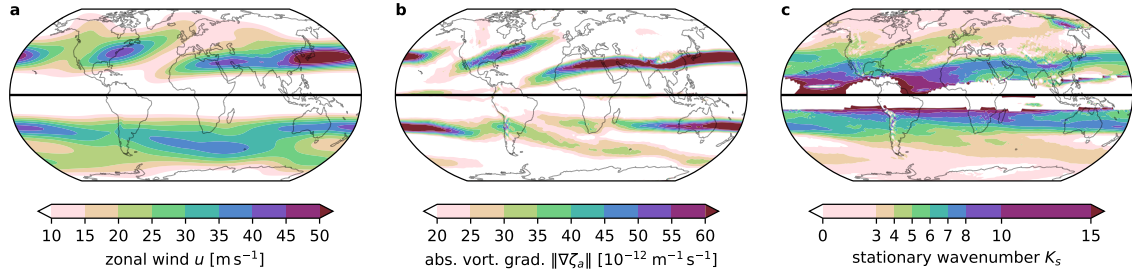 a
b
c
10 15 20 25 30 35 40 45 50
zonal wind u [m s⁻¹]
20 25 30 35 40 45 50 55 60
abs. vort. grad. ‖∇ζₐ‖ [10⁻¹² m⁻¹ s⁻¹]
0 3 4 5 6 7 8 10 15
stationary wavenumber Kₛ